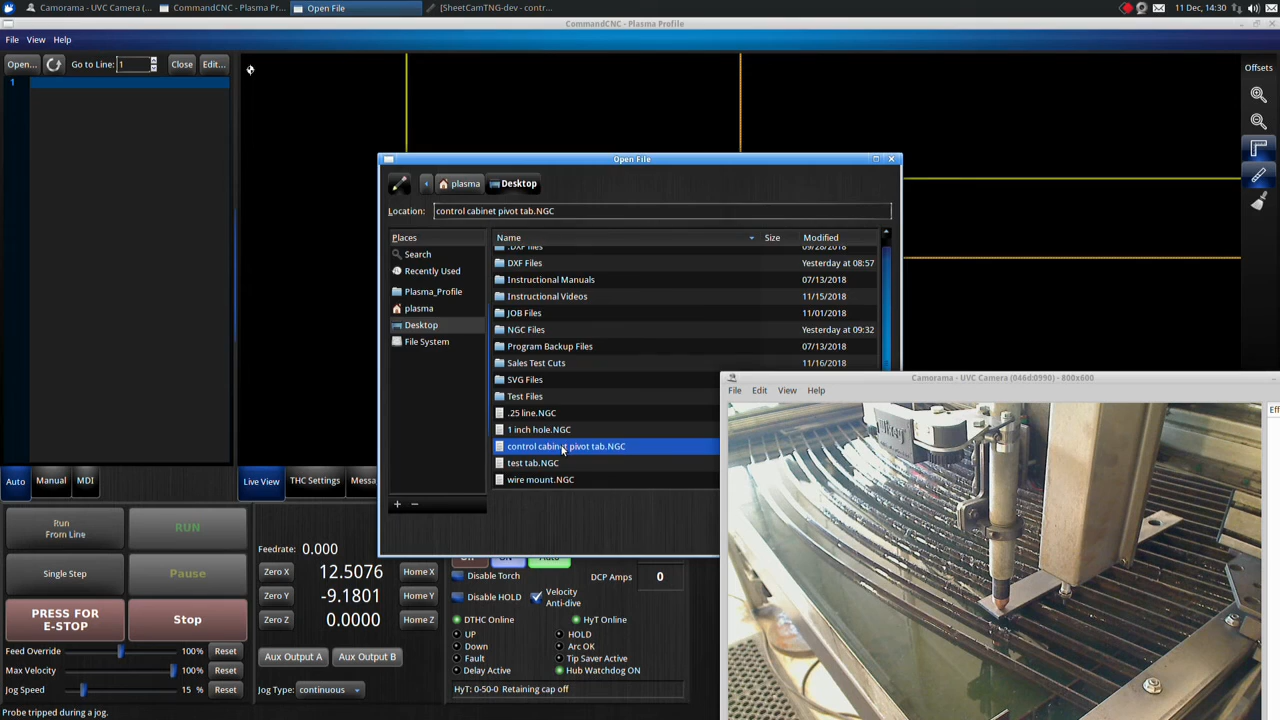 Camorama - UVC Camera (...
CommandCNC - Plasma Pr...
Open File
[SheetCamTNG-dev - contr...
11 Dec, 14:30
CommandCNC - Plasma Profile
File View Help
Open... Go to Line: 1 Close Edit...
1
Offsets
Open File
plasma Desktop
Location: control cabinet pivot tab.NGC
Places
Search
Recently Used
Plasma_Profile
plasma
Desktop
File System
Name Size Modified
.DXF files 09/28/2018
DXF Files Yesterday at 08:57
Instructional Manuals 07/13/2018
Instructional Videos 11/15/2018
JOB Files 11/01/2018
NGC Files Yesterday at 09:32
Program Backup Files 07/13/2018
Sales Test Cuts 11/16/2018
SVG Files
Test Files
.25 line.NGC
1 inch hole.NGC
control cabinet pivot tab.NGC
test tab.NGC
wire mount.NGC
+ −
Camorama - UVC Camera (046d:0990) - 800x600
File Edit View Help
Eff
Auto Manual MDI
Live View THC Settings Messa
Run From Line
RUN
Single Step
Pause
PRESS FOR E-STOP
Stop
Feed Override 100% Reset
Max Velocity 100% Reset
Jog Speed 15 % Reset
Feedrate: 0.000
Zero X 12.5076 Home X
Zero Y -9.1801 Home Y
Zero Z 0.0000 Home Z
Aux Output A Aux Output B
Jog Type: continuous
Disable Torch
DCP Amps 0
Disable HOLD
Velocity Anti-dive
DTHC Online HyT Online
UP HOLD
Down Arc OK
Fault Tip Saver Active
Delay Active Hub Watchdog ON
HyT: 0-50-0 Retaining cap off
Probe tripped during a jog.